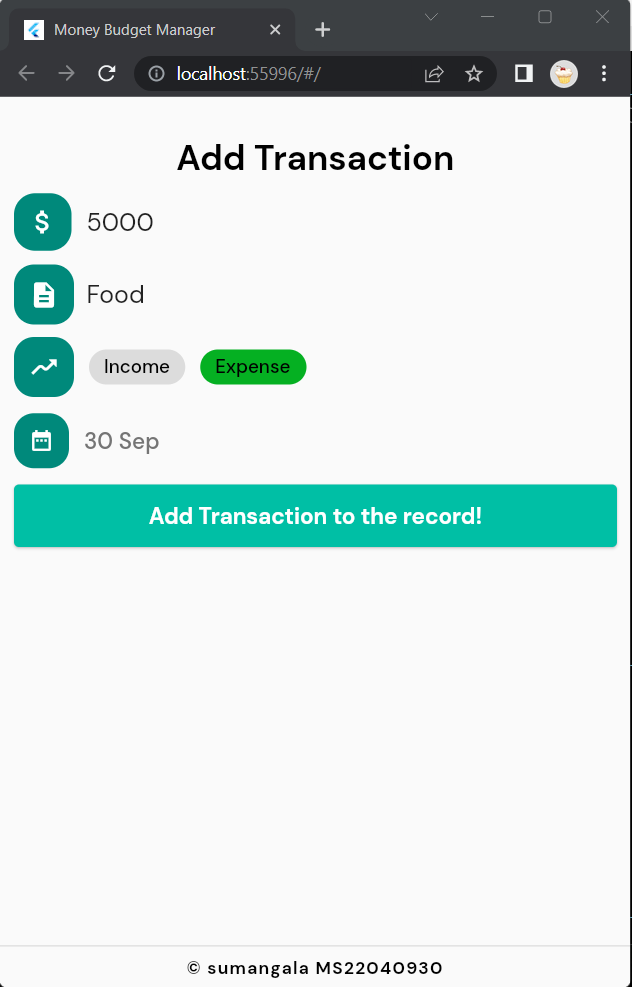 Money Budget Manager
localhost:55996/#/
Add Transaction
$ 5000
Food
Income Expense
30 Sep
Add Transaction to the record!
© sumangala MS22040930